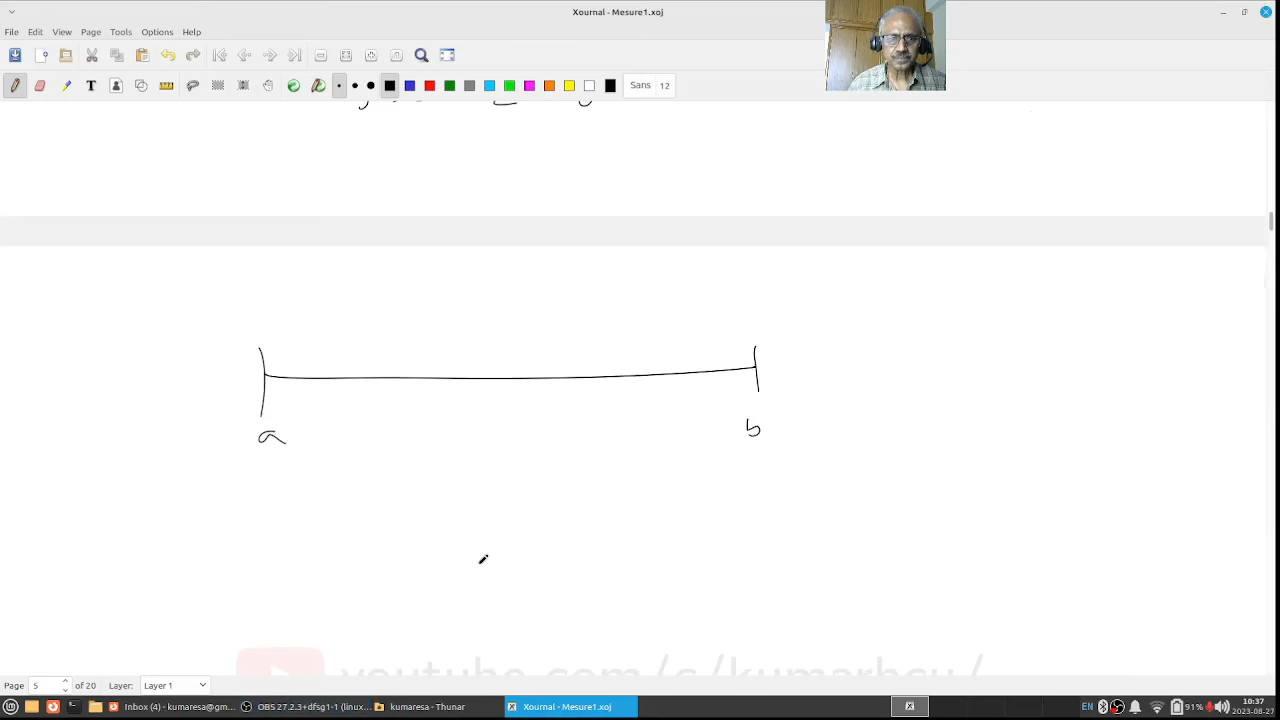 Xournal - Mesure1.xoj
File Edit View Page Tools Options Help
T Sans 12
a b
youtube.com/c/kumarhcu/
Page 5 of 20 Layer: Layer 1
Inbox (4) - kumaresa@gm... OBS 27.2.3+dfsg1-1 (linux... kumaresa - Thunar Xournal - Mesure1.xoj EN 91% 10:37
2023-08-27